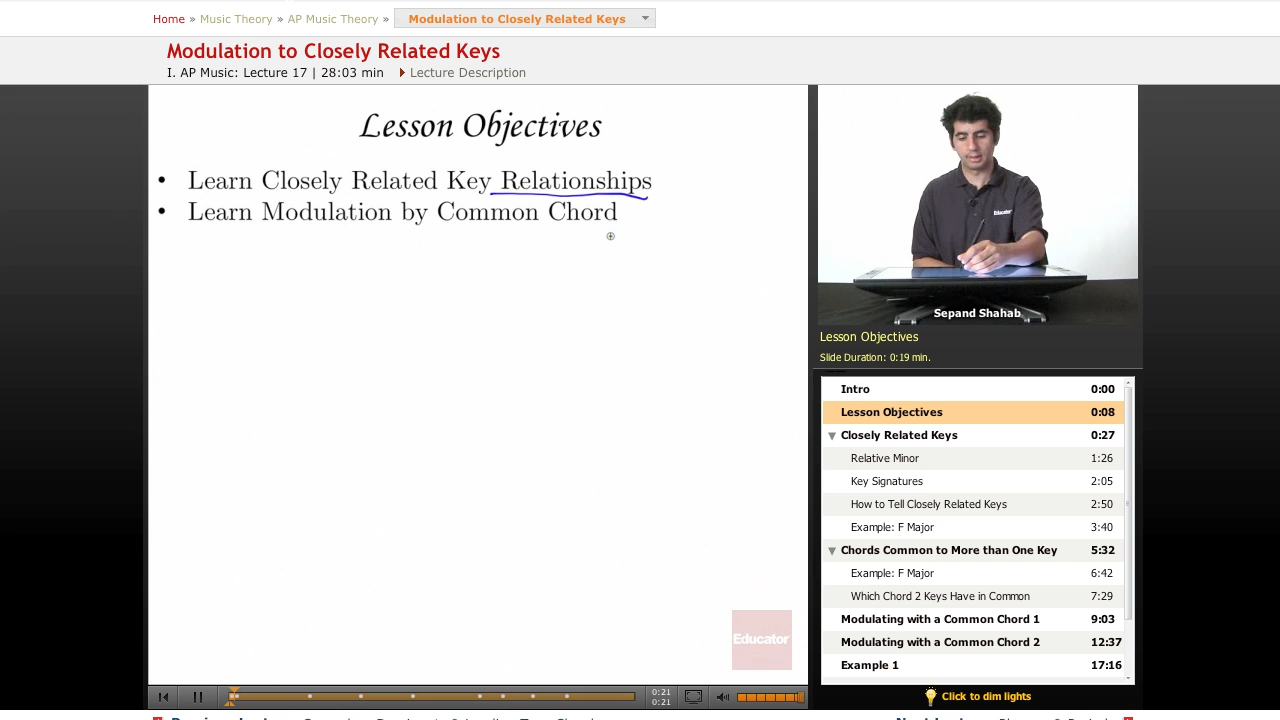 Home » Music Theory » AP Music Theory » Modulation to Closely Related Keys
Modulation to Closely Related Keys
I. AP Music: Lecture 17 | 28:03 min Lecture Description
Lesson Objectives
• Learn Closely Related Key Relationships
• Learn Modulation by Common Chord
Educator
Educator
Sepand Shahab
Lesson Objectives
Slide Duration: 0:19 min.
Intro 0:00
Lesson Objectives 0:08
Closely Related Keys 0:27
Relative Minor 1:26
Key Signatures 2:05
How to Tell Closely Related Keys 2:50
Example: F Major 3:40
Chords Common to More than One Key 5:32
Example: F Major 6:42
Which Chord 2 Keys Have in Common 7:29
Modulating with a Common Chord 1 9:03
Modulating with a Common Chord 2 12:37
Example 1 17:16
0:21
0:21
Click to dim lights